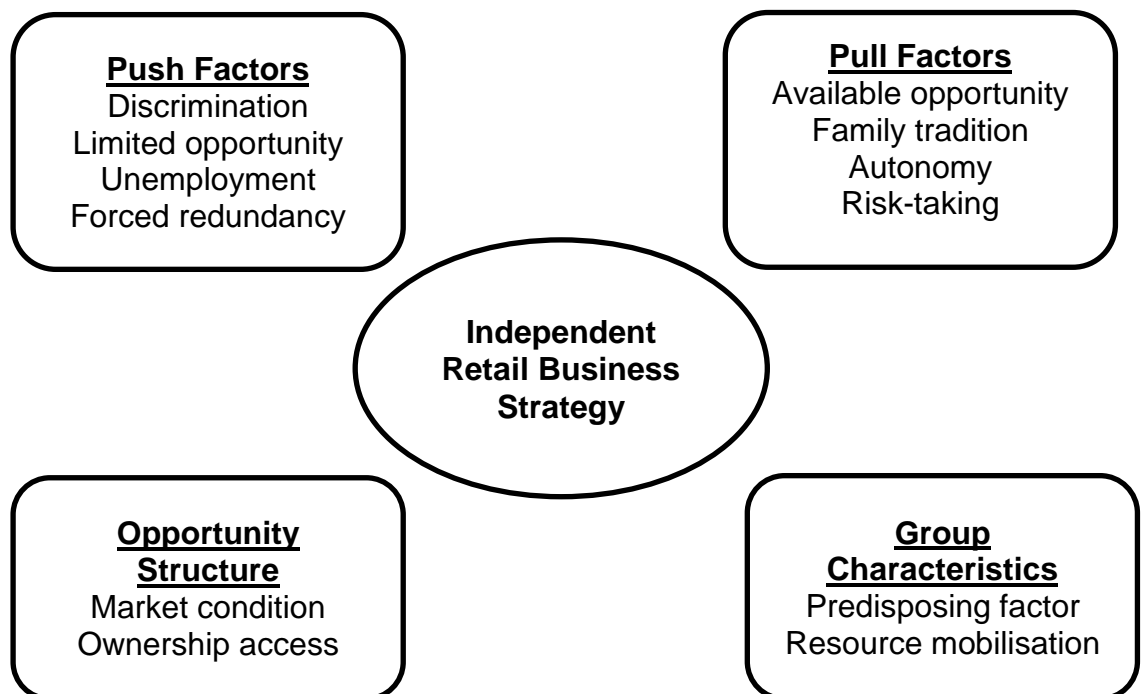 Push Factors
Discrimination
Limited opportunity
Unemployment
Forced redundancy
Pull Factors
Available opportunity
Family tradition
Autonomy
Risk-taking
Independent
Retail Business
Strategy
Opportunity
Structure
Market condition
Ownership access
Group
Characteristics
Predisposing factor
Resource mobilisation